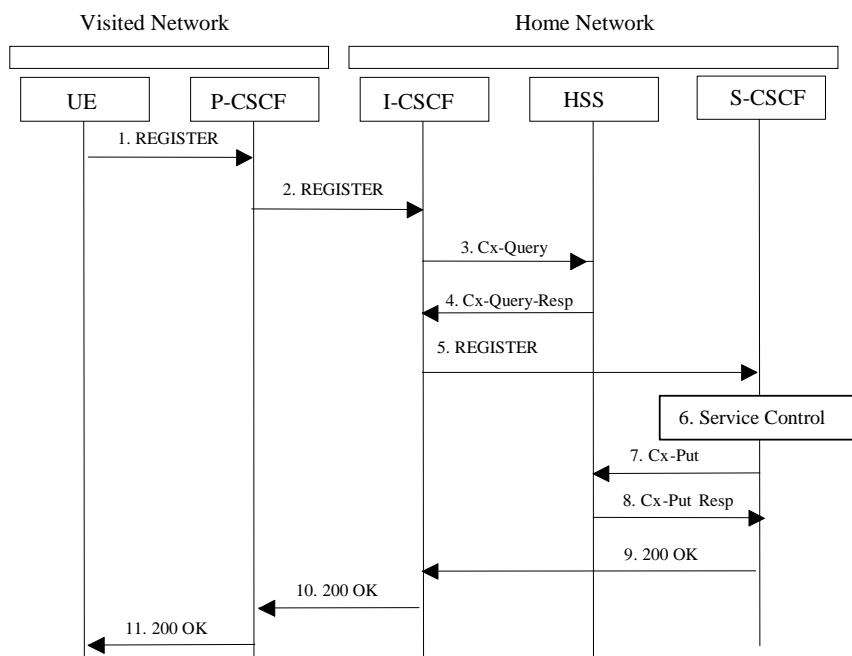 Visited Network
Home Network
UE
P-CSCF
I-CSCF
HSS
S-CSCF
1. REGISTER
2. REGISTER
3. Cx-Query
4. Cx-Query-Resp
5. REGISTER
6. Service Control
7. Cx-Put
8. Cx-Put Resp
9. 200 OK
10. 200 OK
11. 200 OK